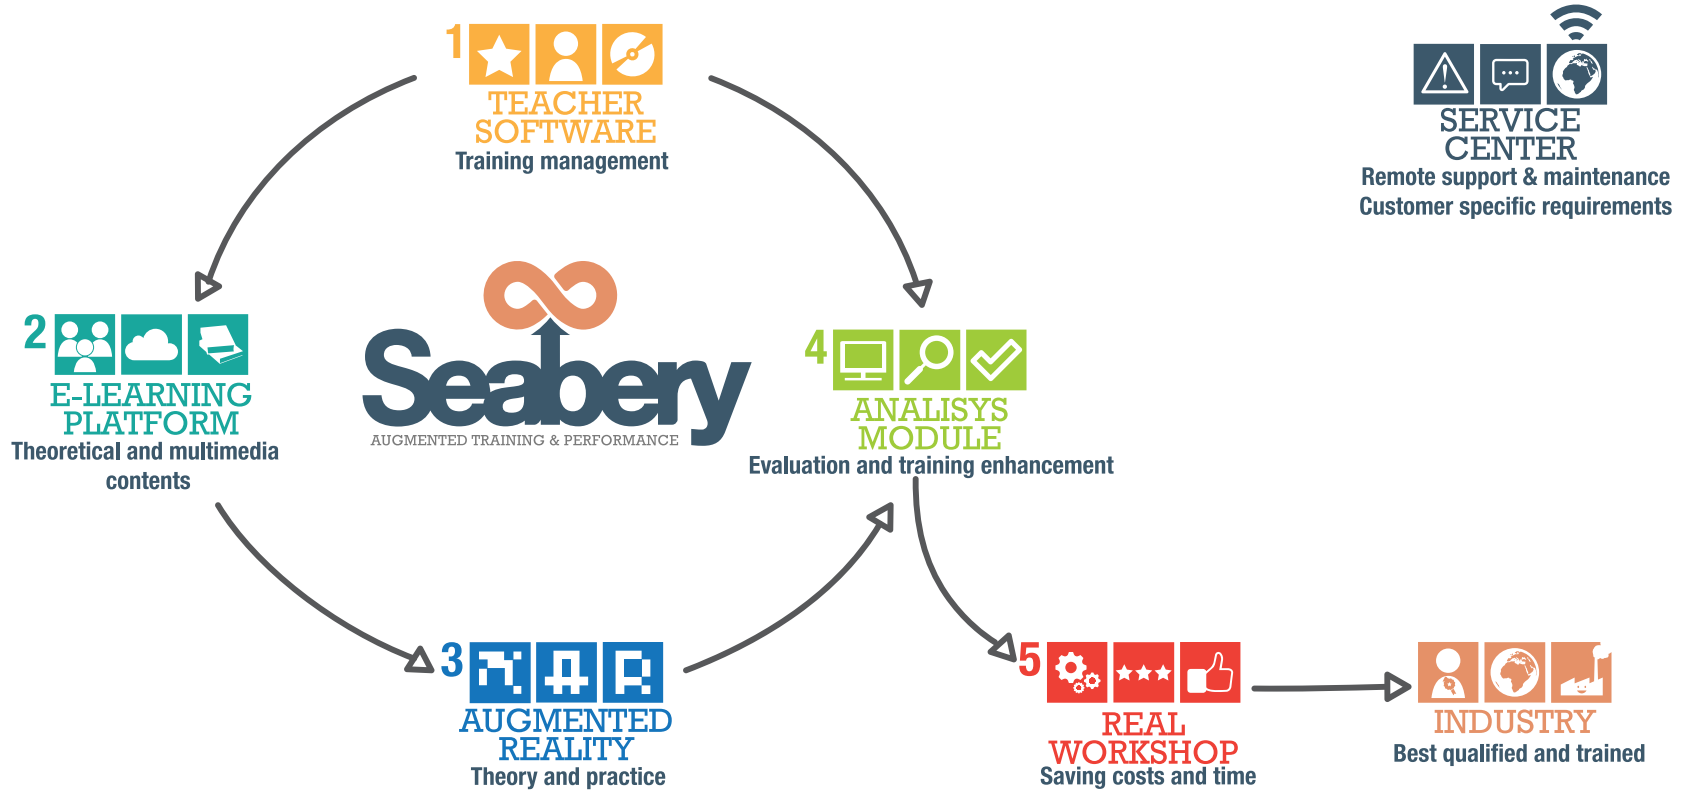 1
TEACHER
SOFTWARE
Training management
SERVICE
CENTER
Remote support & maintenance
Customer specific requirements
2
E-LEARNING
PLATFORM
Theoretical and multimedia
contents
Seabery
AUGMENTED TRAINING & PERFORMANCE
4
ANALISYS
MODULE
Evaluation and training enhancement
3
AUGMENTED
REALITY
Theory and practice
5
REAL
WORKSHOP
Saving costs and time
INDUSTRY
Best qualified and trained